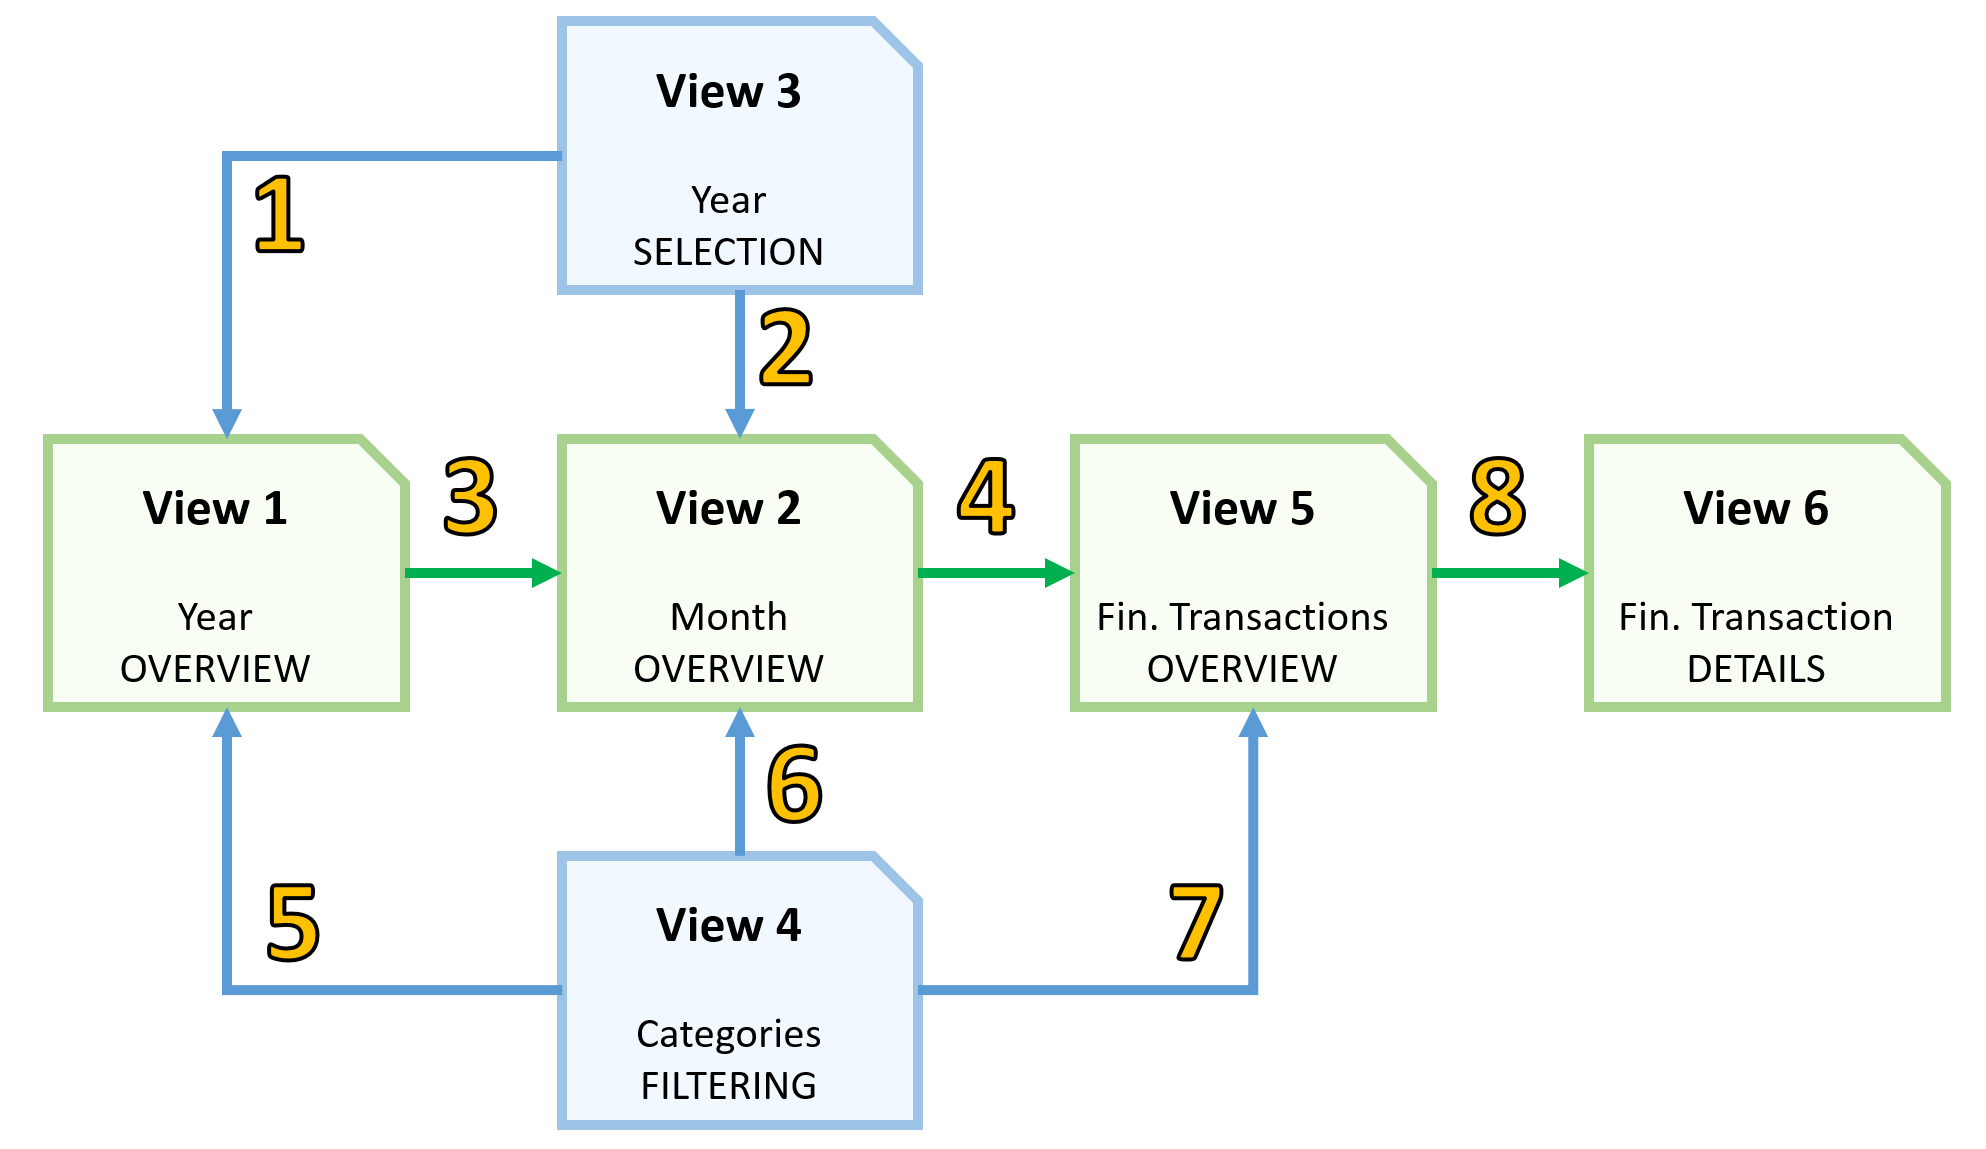 View 3
Year
SELECTION
1
2
View 1
Year
OVERVIEW
3
View 2
Month
OVERVIEW
4
View 5
Fin. Transactions
OVERVIEW
8
View 6
Fin. Transaction
DETAILS
5
6
7
View 4
Categories
FILTERING